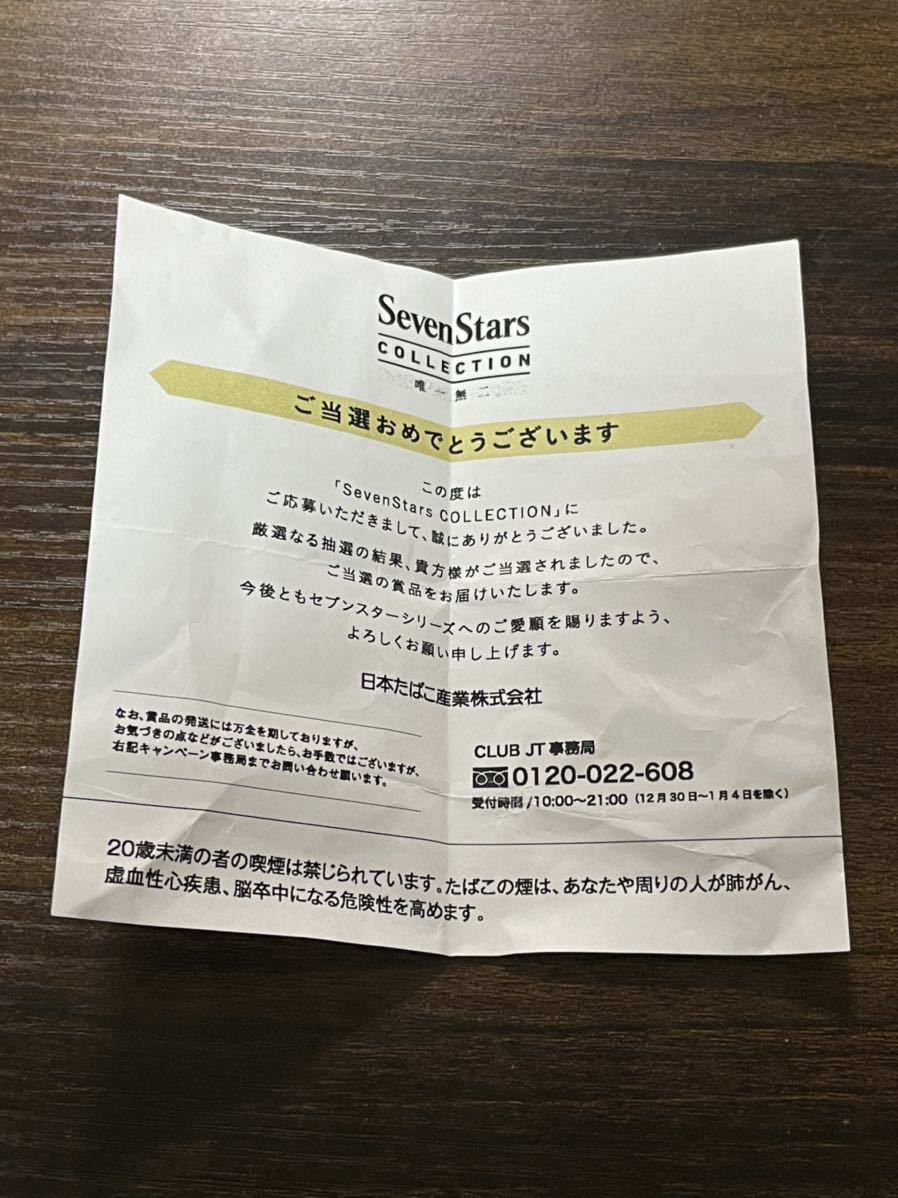 SevenStars
COLLECTION
唯一無二
ご当選おめでとうございます
この度は
「SevenStars COLLECTION」に
ご応募いただきまして、誠にありがとうございました。
厳選なる抽選の結果、貴方様がご当選されましたので、
ご当選の賞品をお届けいたします。
今後ともセブンスターシリーズへのご愛顧を賜りますよう、
よろしくお願い申し上げます。
日本たばこ産業株式会社
なお、賞品の発送には万全を期しておりますが、
お気づきの点などがございましたら、お手数ではございますが、
右記キャンペーン事務局までお問い合わせ願います。
CLUB JT 事務局
0120-022-608
受付時間/10:00〜21:00（12月30日〜1月4日を除く）
20歳未満の者の喫煙は禁じられています。たばこの煙は、あなたや周りの人が肺がん、
虚血性心疾患、脳卒中になる危険性を高めます。